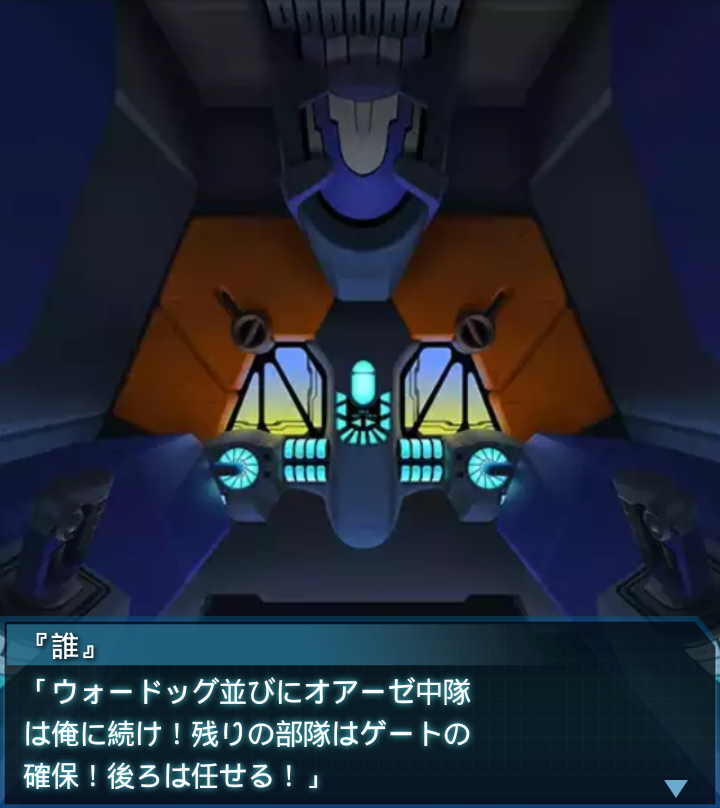 『誰』
「ウォードッグ並びにオアーゼ中隊
は俺に続け！残りの部隊はゲートの
確保！後ろは任せる！」